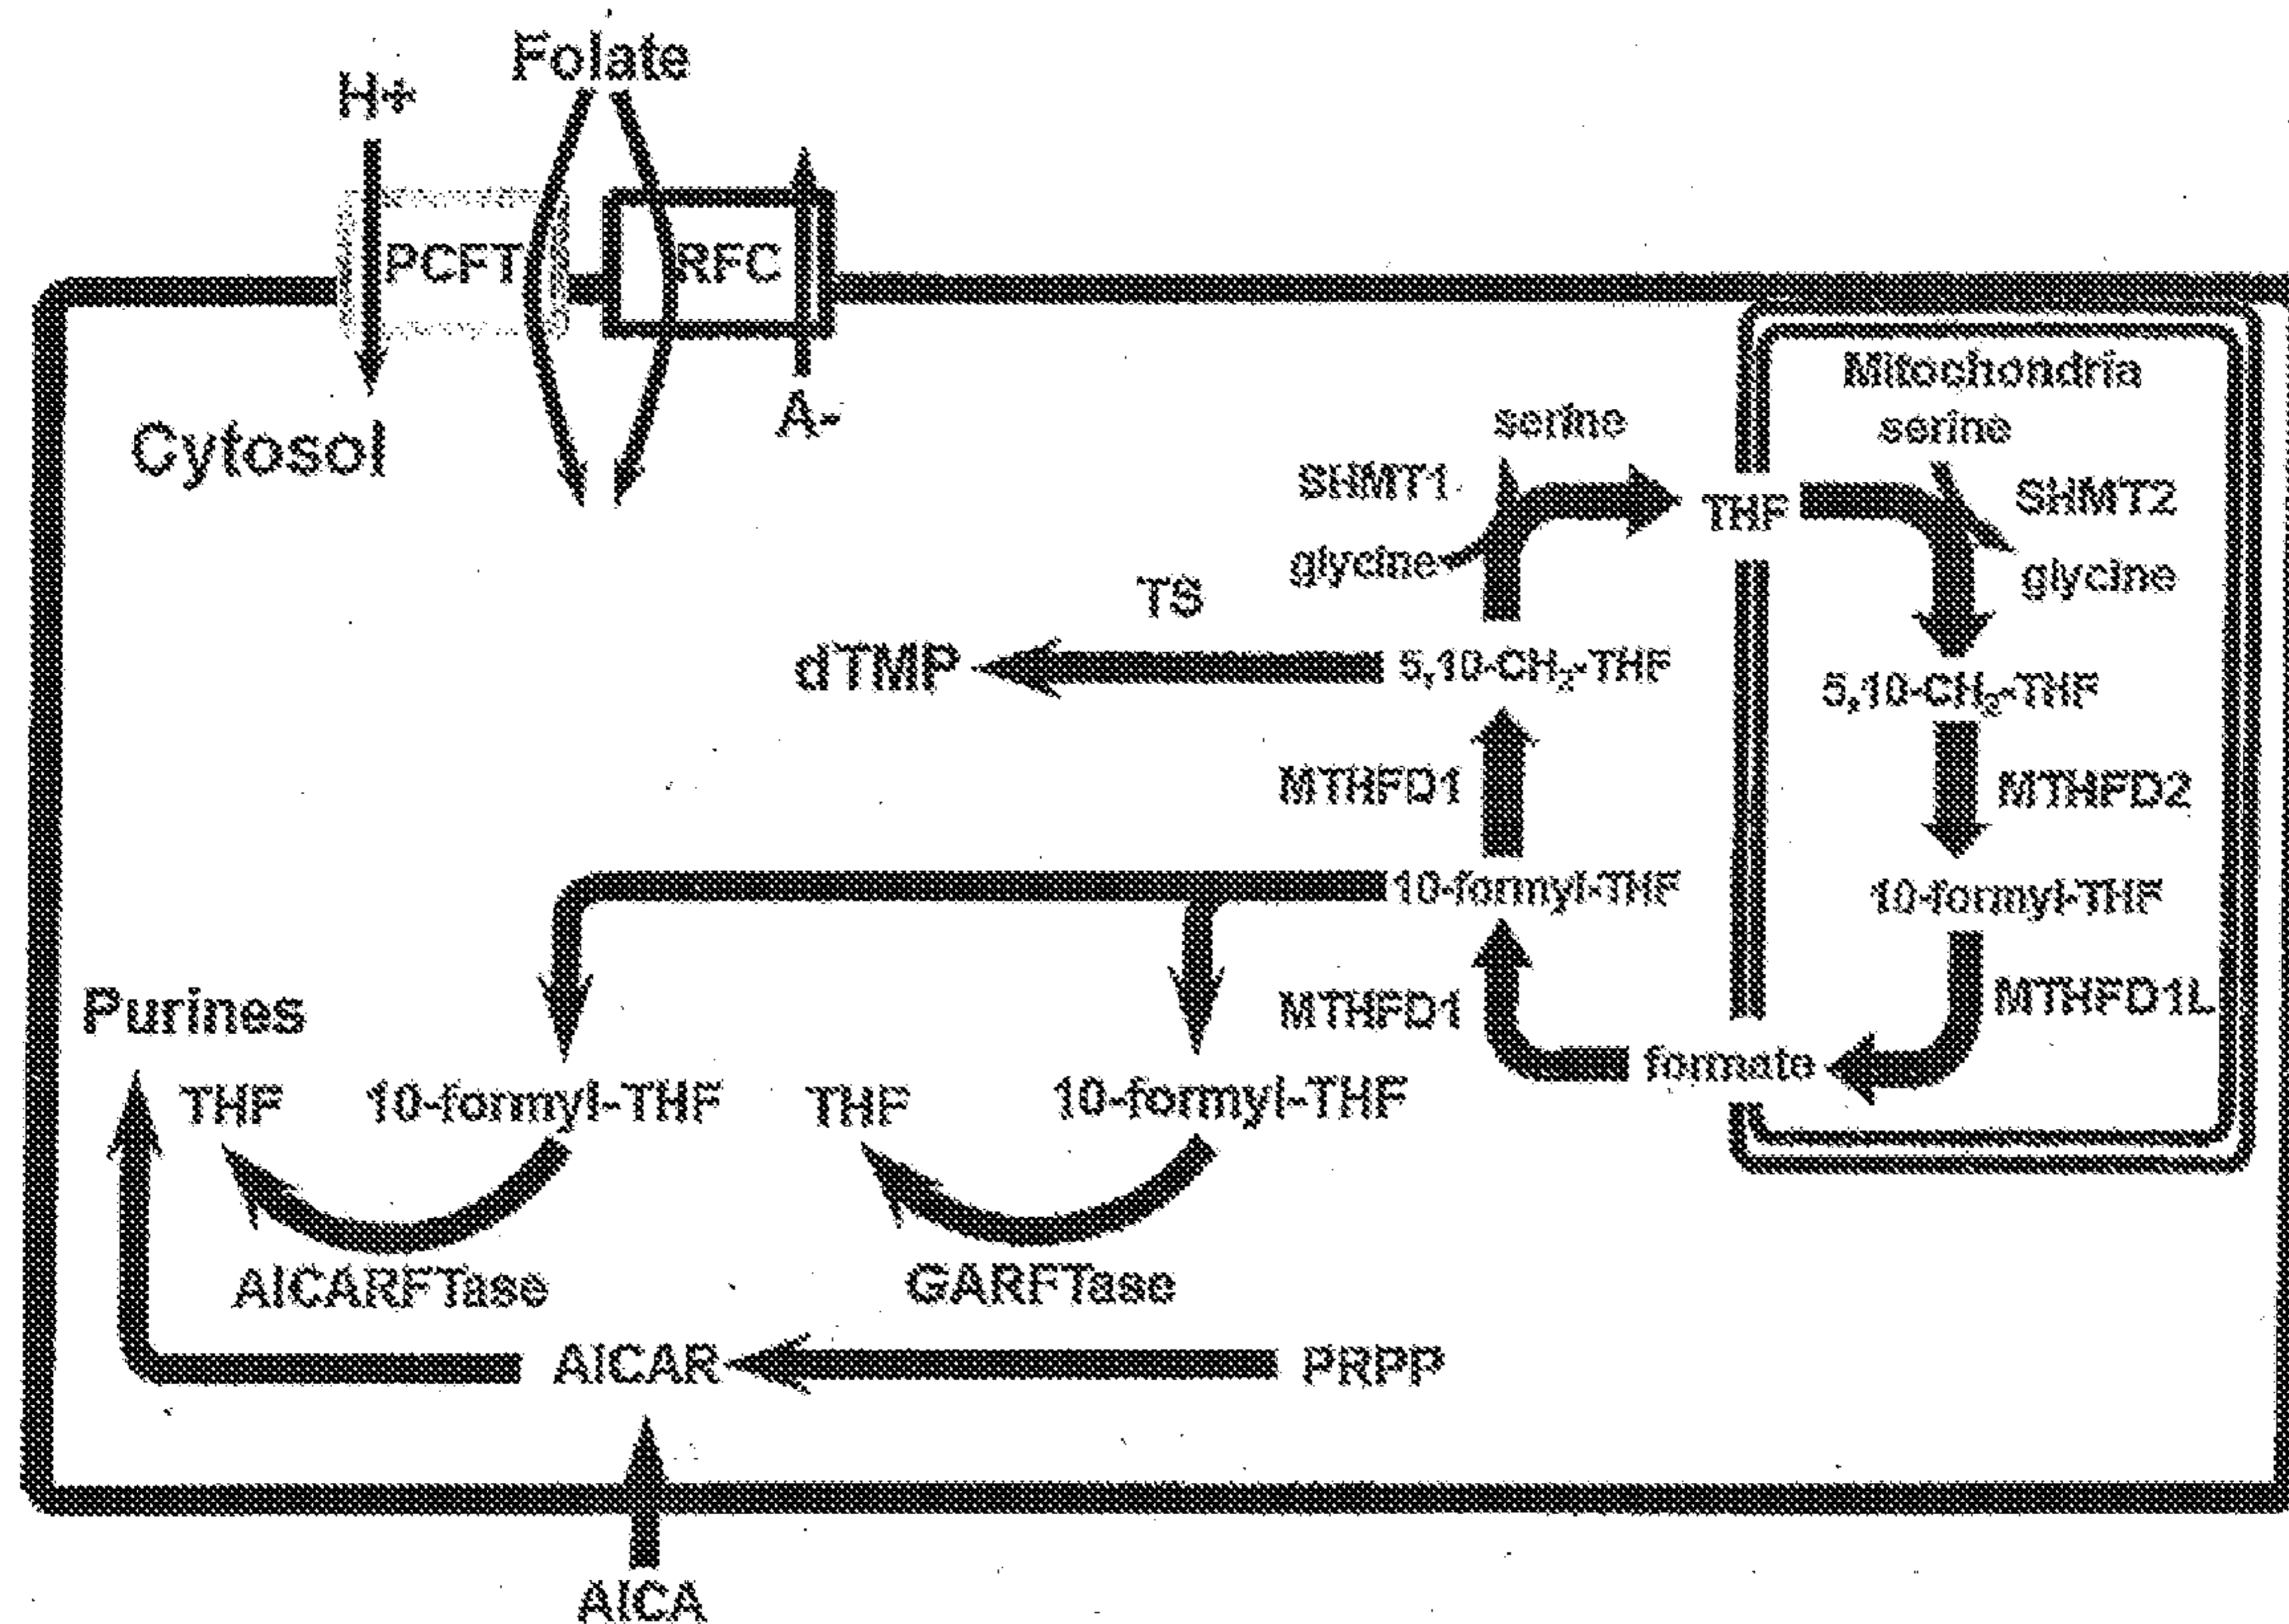 Folate
H+
PCFT
RFC
A-
Cytosol
Mitochondria
serine
serine
SHMT1
SHMT2
THF
glycine
glycine
TS
dTMP
5,10-CH₂-THF
5,10-CH₂-THF
MTHFD1
MTHFD2
10-formyl-THF
10-formyl-THF
Purines
MTHFD1
MTHFD1L
formate
THF
10-formyl-THF
THF
10-formyl-THF
AICARFTase
GARFTase
AICAR
PRPP
AICA